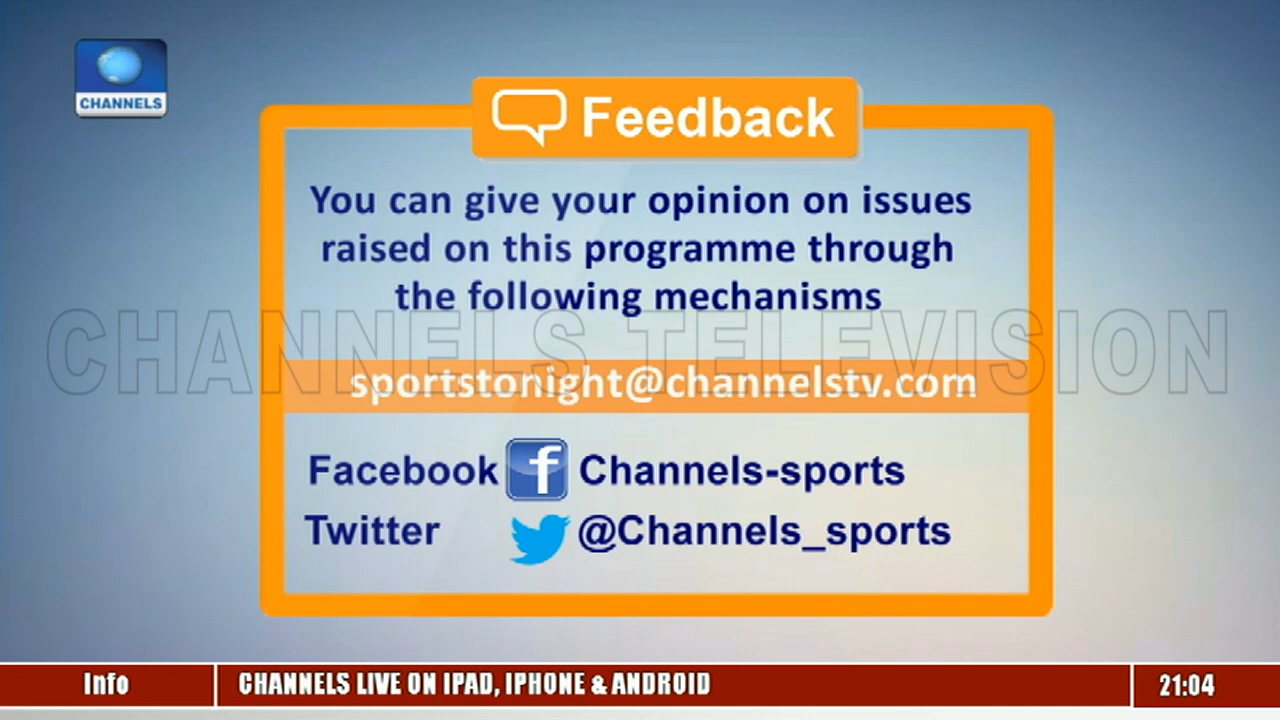 CHANNELS
Feedback
You can give your opinion on issues
raised on this programme through
the following mechanisms
CHANNELS TELEVISION
sportstonight@channelstv.com
Facebook f Channels-sports
Twitter @Channels_sports
Info CHANNELS LIVE ON IPAD, IPHONE & ANDROID 21:04